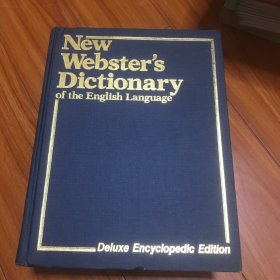 New
Webster's
Dictionary
of the English Language
Deluxe Encyclopedic Edition